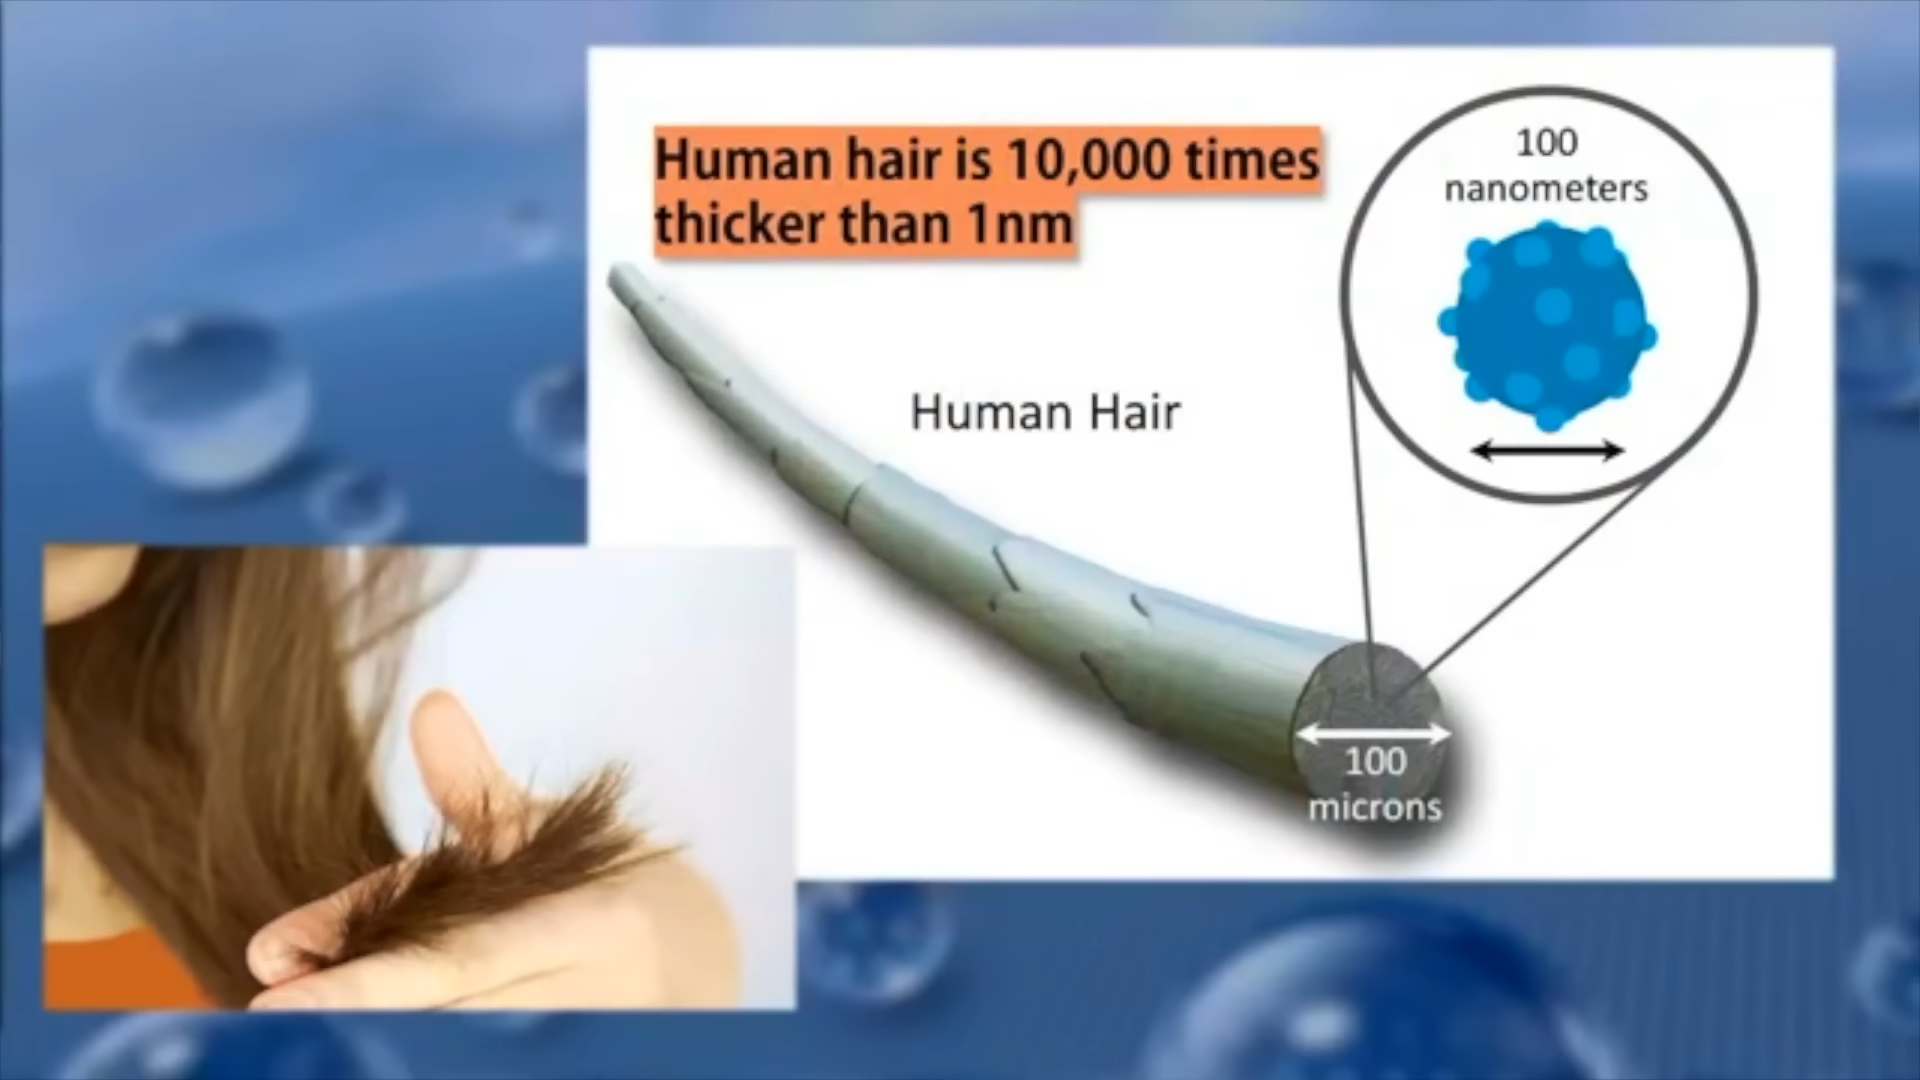 Human hair is 10,000 times
thicker than 1nm
100
nanometers
Human Hair
100
microns